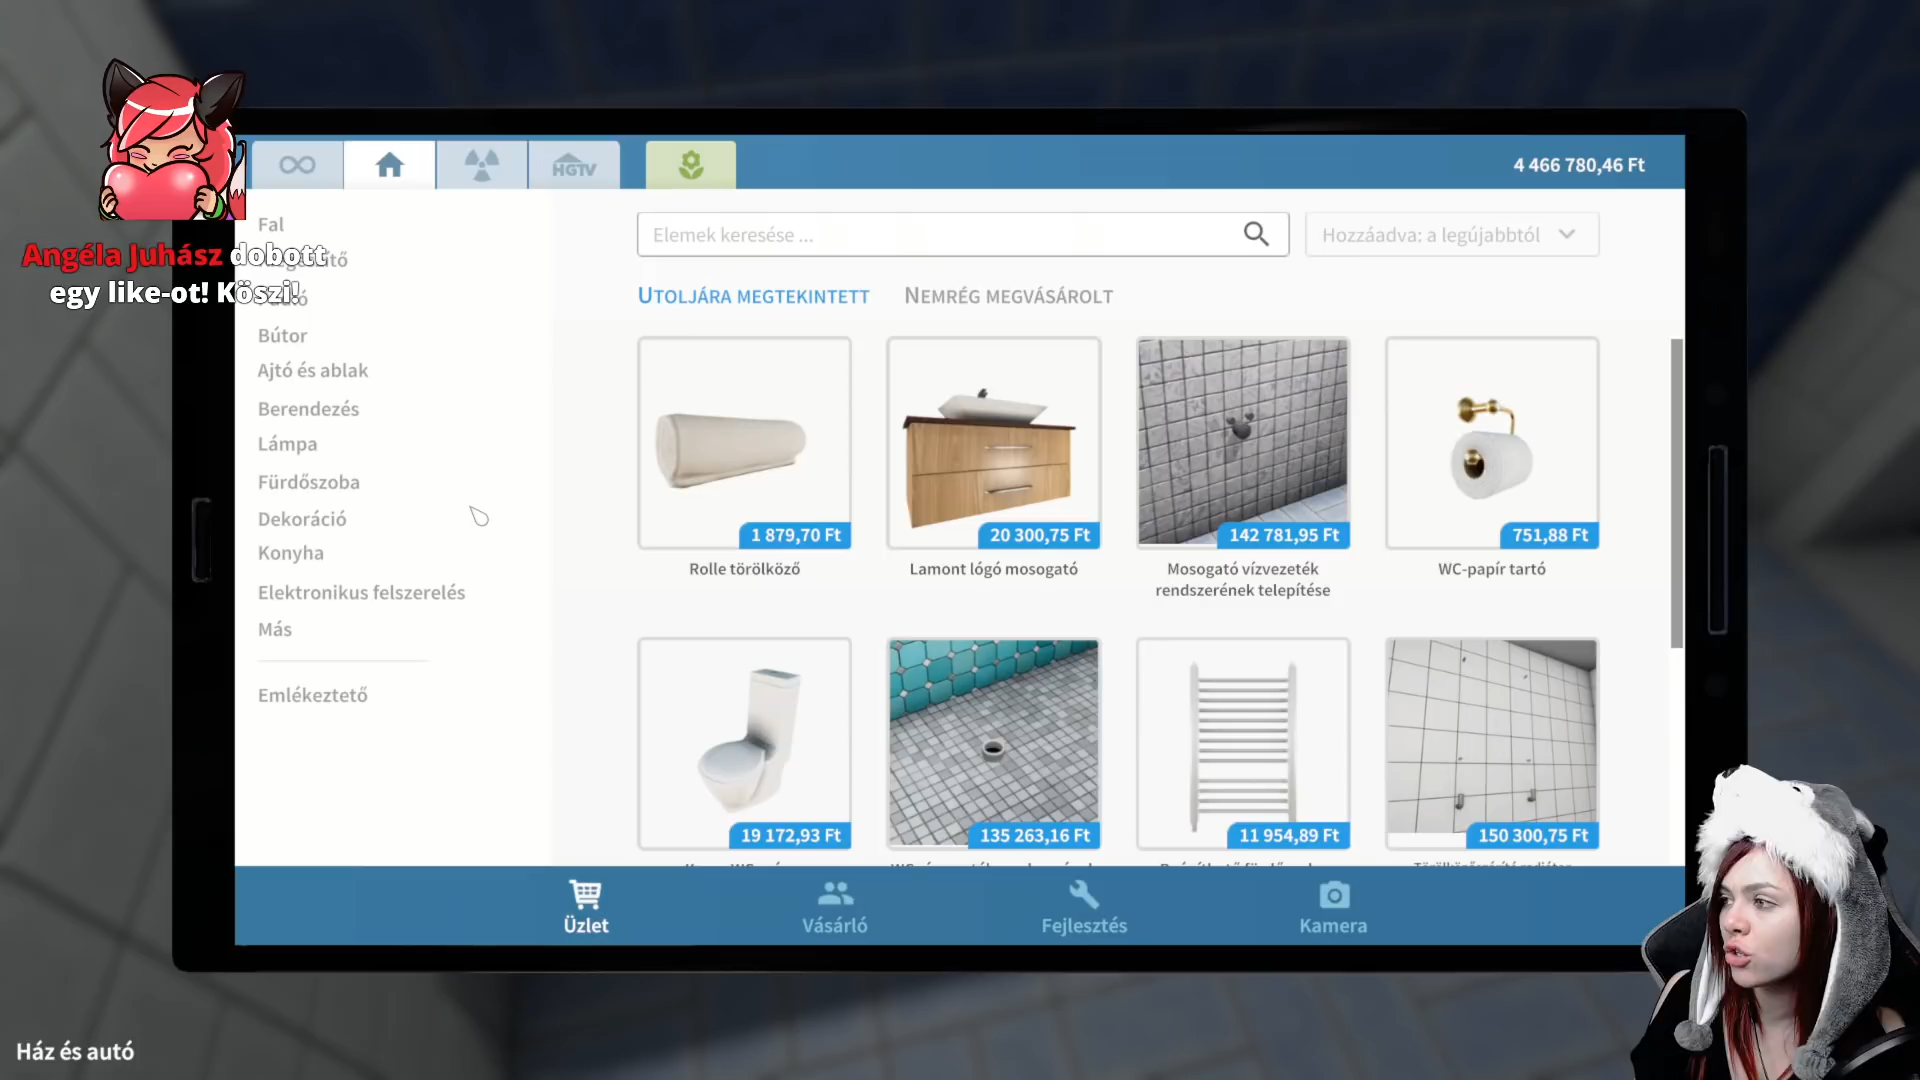 HGTV
4 466 780,46 Ft
Fal
Elemek keresése ...
Hozzáadva: a legújabbtól
Angéla Juhász dobott
egy like-ot! Köszi!
UTOLJÁRA MEGTEKINTETT
NEMRÉG MEGVÁSÁROLT
Bútor
Ajtó és ablak
Berendezés
Lámpa
Fürdőszoba
Dekoráció
Konyha
Elektronikus felszerelés
Más
Emlékeztető
1 879,70 Ft
Rolle törölköző
20 300,75 Ft
Lamont lógó mosogató
142 781,95 Ft
Mosogató vízvezeték
rendszerének telepítése
751,88 Ft
WC-papír tartó
19 172,93 Ft
135 263,16 Ft
11 954,89 Ft
150 300,75 Ft
Üzlet
Vásárló
Fejlesztés
Kamera
Ház és autó